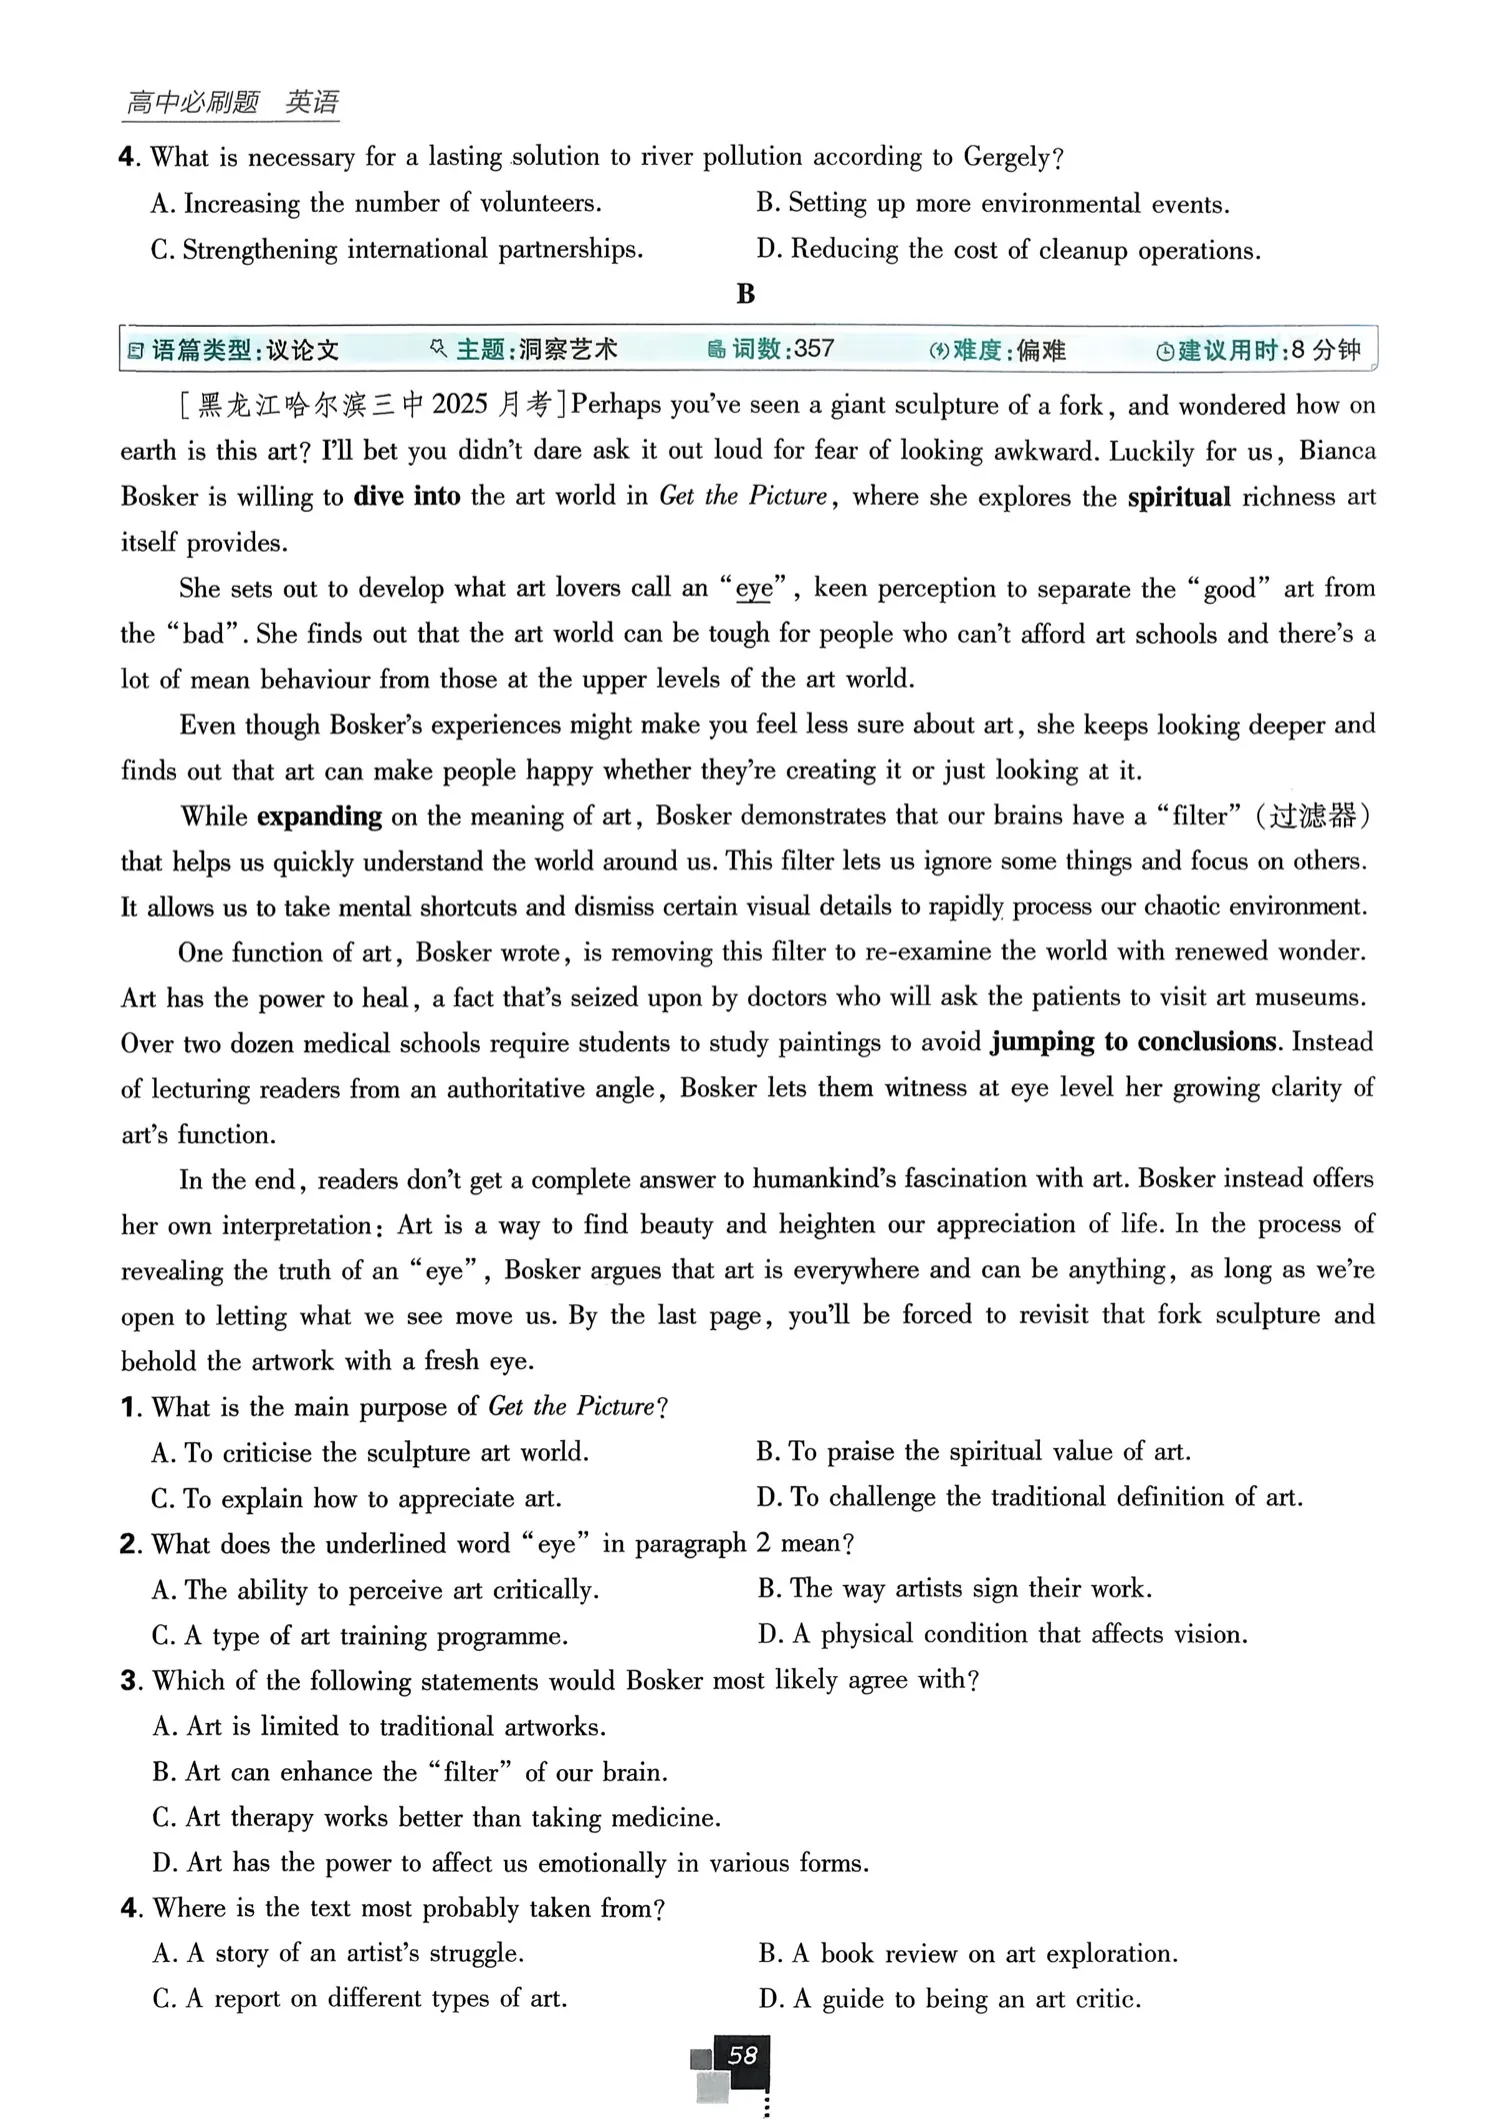 高中必刷题 英语
4. What is necessary for a lasting solution to river pollution according to Gergely?
A. Increasing the number of volunteers. B. Setting up more environmental events.
C. Strengthening international partnerships. D. Reducing the cost of cleanup operations.
B
语篇类型:议论文 主题:洞察艺术 词数:357 难度:偏难 建议用时:8 分钟
[黑龙江哈尔滨三中 2025 月考]Perhaps you've seen a giant sculpture of a fork, and wondered how on
earth is this art? I'll bet you didn't dare ask it out loud for fear of looking awkward. Luckily for us, Bianca
Bosker is willing to dive into the art world in Get the Picture, where she explores the spiritual richness art
itself provides.
She sets out to develop what art lovers call an “eye”, keen perception to separate the “good” art from
the “bad”. She finds out that the art world can be tough for people who can't afford art schools and there's a
lot of mean behaviour from those at the upper levels of the art world.
Even though Bosker's experiences might make you feel less sure about art, she keeps looking deeper and
finds out that art can make people happy whether they're creating it or just looking at it.
While expanding on the meaning of art, Bosker demonstrates that our brains have a “filter”(过滤器)
that helps us quickly understand the world around us. This filter lets us ignore some things and focus on others.
It allows us to take mental shortcuts and dismiss certain visual details to rapidly process our chaotic environment.
One function of art, Bosker wrote, is removing this filter to re-examine the world with renewed wonder.
Art has the power to heal, a fact that's seized upon by doctors who will ask the patients to visit art museums.
Over two dozen medical schools require students to study paintings to avoid jumping to conclusions. Instead
of lecturing readers from an authoritative angle, Bosker lets them witness at eye level her growing clarity of
art's function.
In the end, readers don't get a complete answer to humankind's fascination with art. Bosker instead offers
her own interpretation: Art is a way to find beauty and heighten our appreciation of life. In the process of
revealing the truth of an “eye”, Bosker argues that art is everywhere and can be anything, as long as we're
open to letting what we see move us. By the last page, you'll be forced to revisit that fork sculpture and
behold the artwork with a fresh eye.
1. What is the main purpose of Get the Picture?
A. To criticise the sculpture art world. B. To praise the spiritual value of art.
C. To explain how to appreciate art. D. To challenge the traditional definition of art.
2. What does the underlined word “eye” in paragraph 2 mean?
A. The ability to perceive art critically. B. The way artists sign their work.
C. A type of art training programme. D. A physical condition that affects vision.
3. Which of the following statements would Bosker most likely agree with?
A. Art is limited to traditional artworks.
B. Art can enhance the “filter” of our brain.
C. Art therapy works better than taking medicine.
D. Art has the power to affect us emotionally in various forms.
4. Where is the text most probably taken from?
A. A story of an artist's struggle. B. A book review on art exploration.
C. A report on different types of art. D. A guide to being an art critic.
58